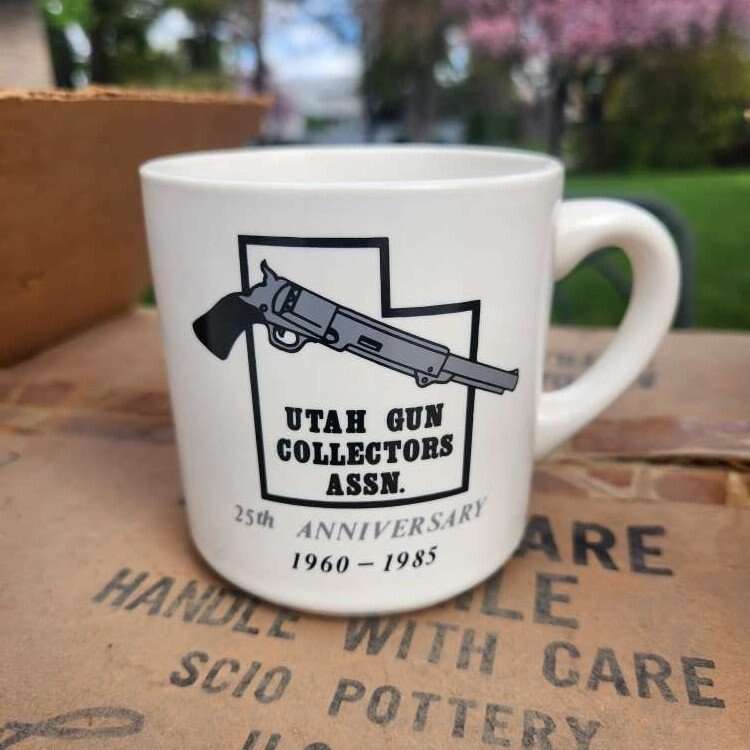 UTAH GUN
COLLECTORS
ASSN.
25th ANNIVERSARY
1960 – 1985
HANDLE WITH CARE
SCIO POTTERY